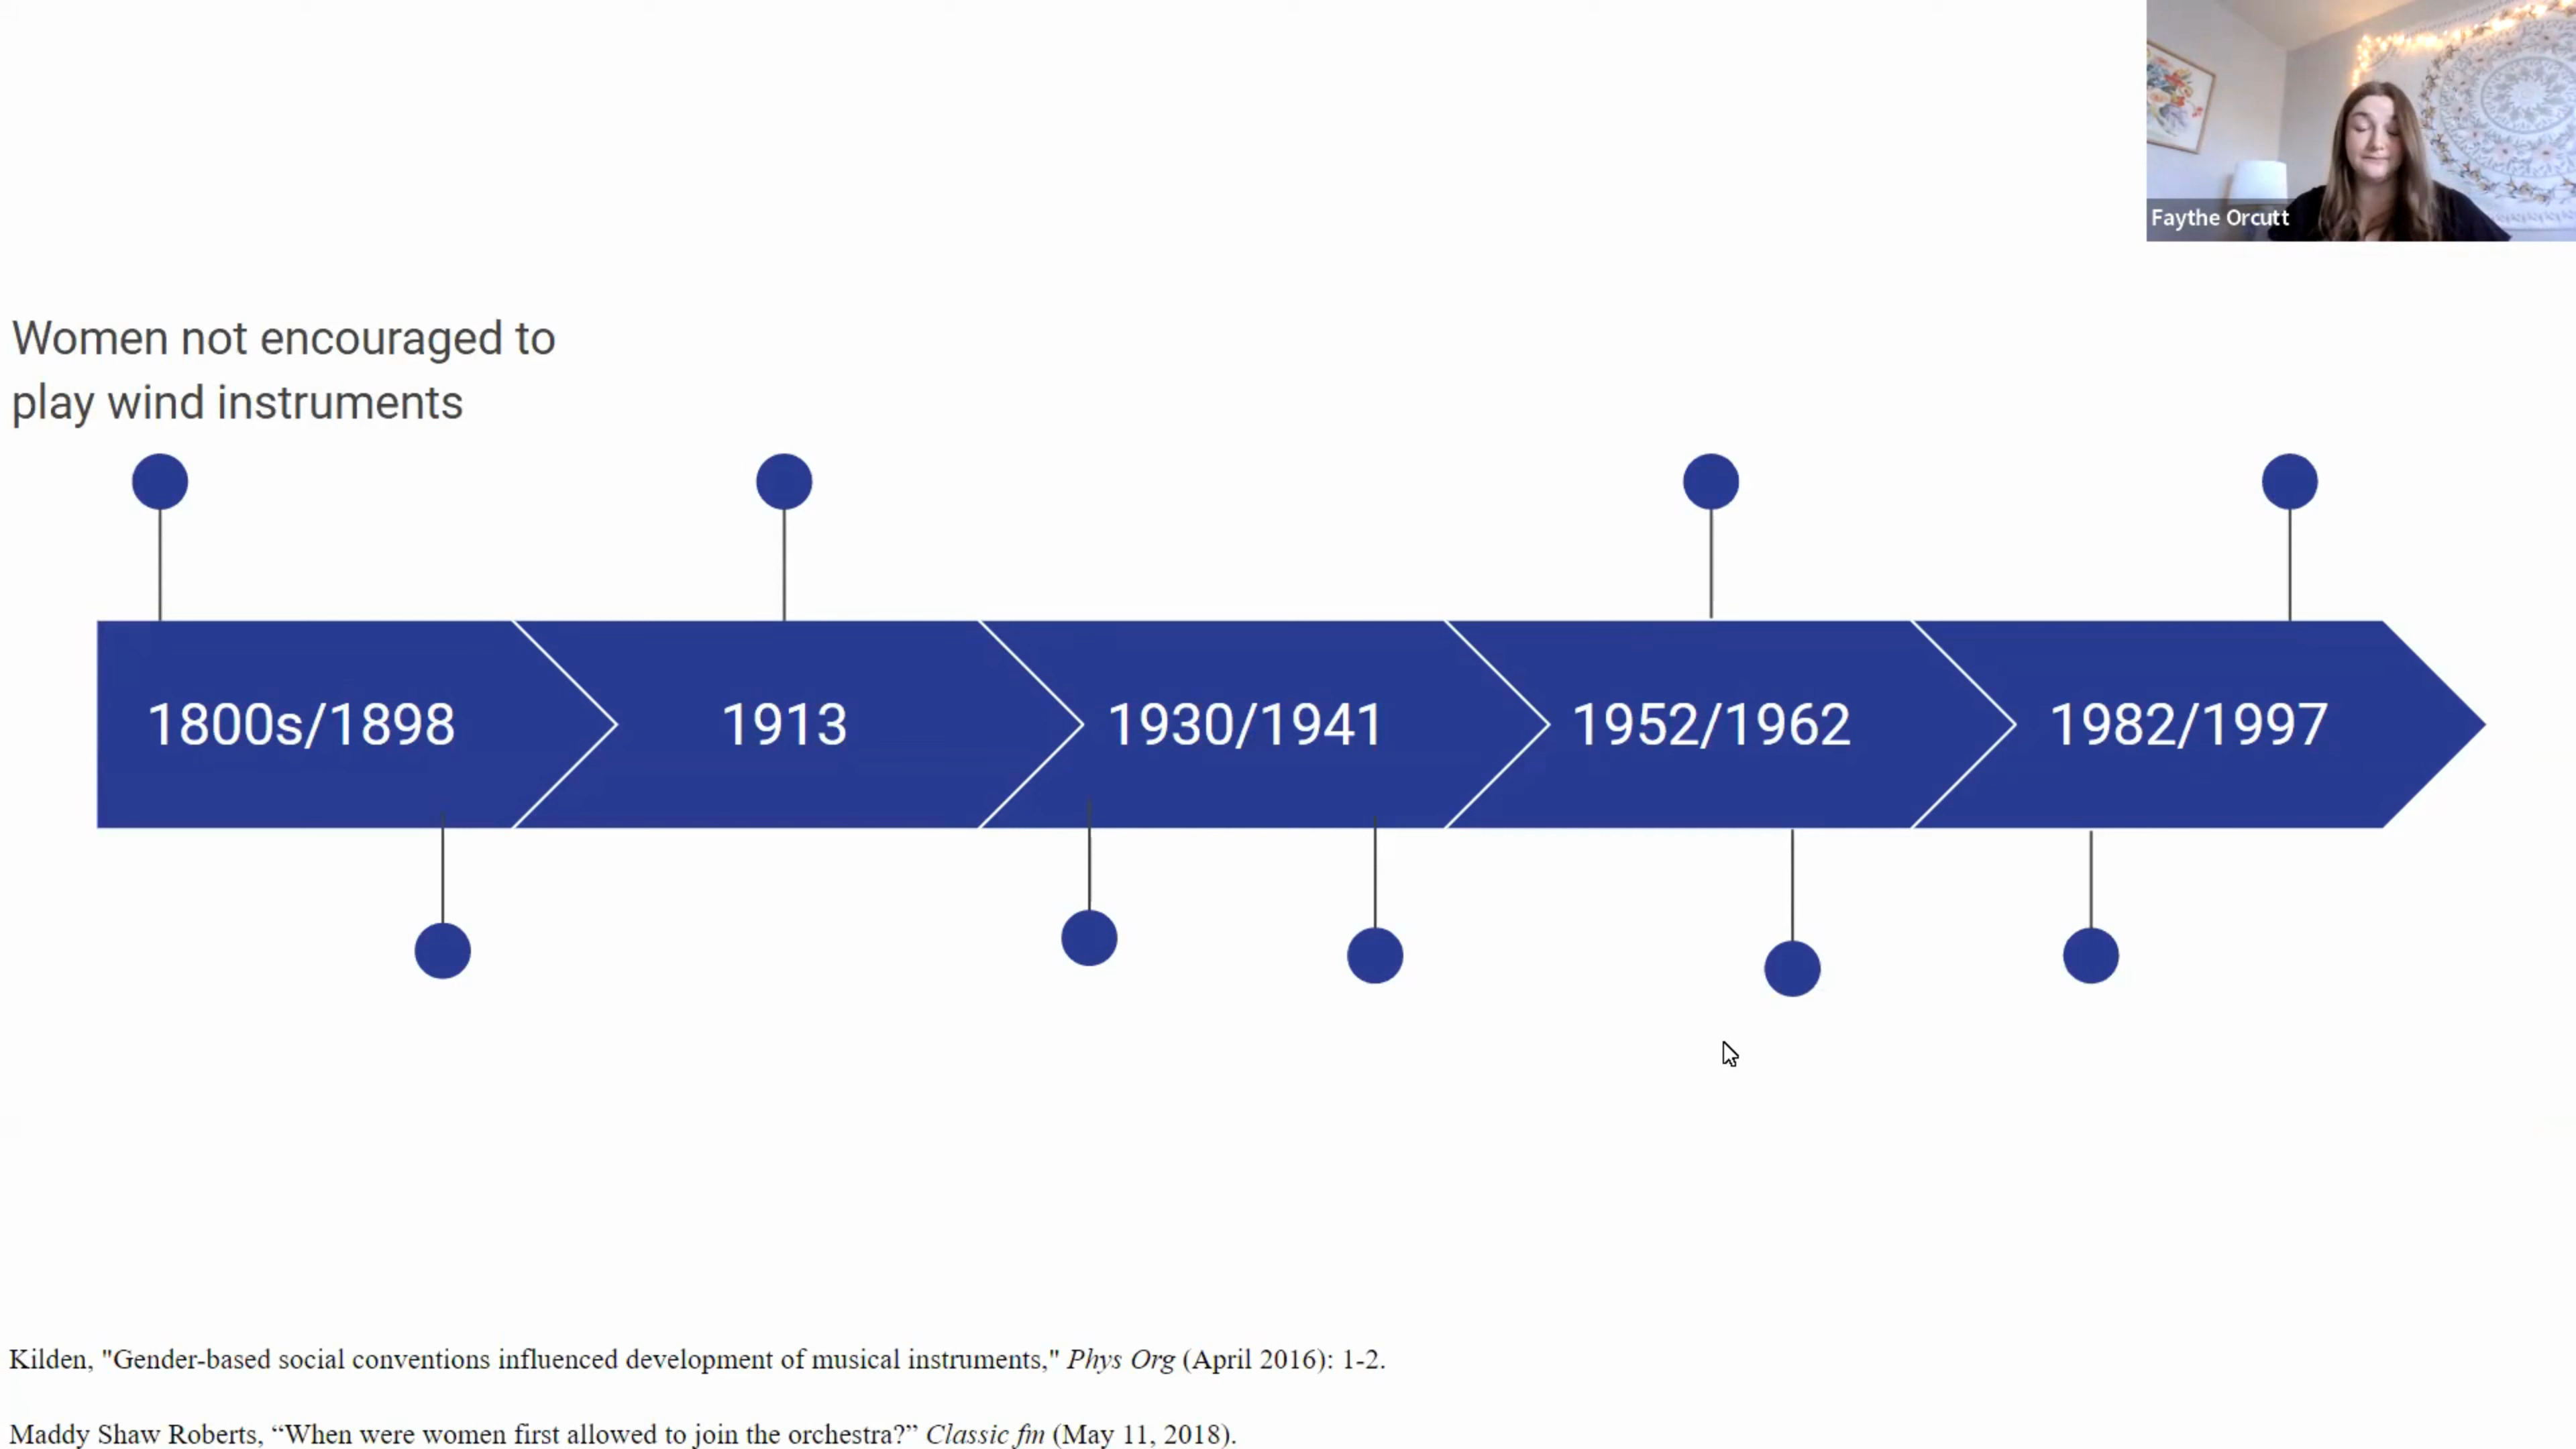 Faythe Orcutt
Women not encouraged to
play wind instruments
1800s/1898
1913
1930/1941
1952/1962
1982/1997
Kilden, "Gender-based social conventions influenced development of musical instruments," Phys Org (April 2016): 1-2.
Maddy Shaw Roberts, “When were women first allowed to join the orchestra?” Classic fm (May 11, 2018).